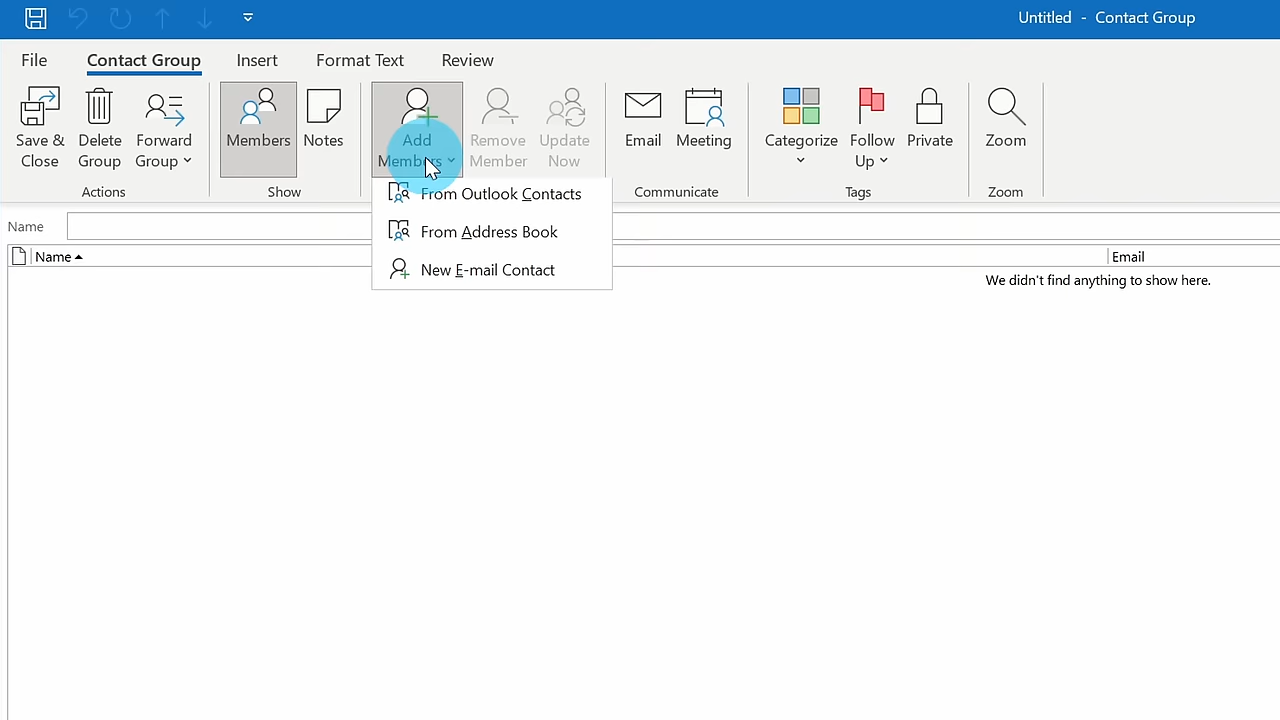 Untitled - Contact Group
File Contact Group Insert Format Text Review
Save & Close
Delete Group
Forward Group
Members
Notes
Add Members
Remove Member
Update Now
Email
Meeting
Categorize
Follow Up
Private
Zoom
Actions Show Communicate Tags Zoom
From Outlook Contacts
From Address Book
New E-mail Contact
Name
Name Email
We didn't find anything to show here.